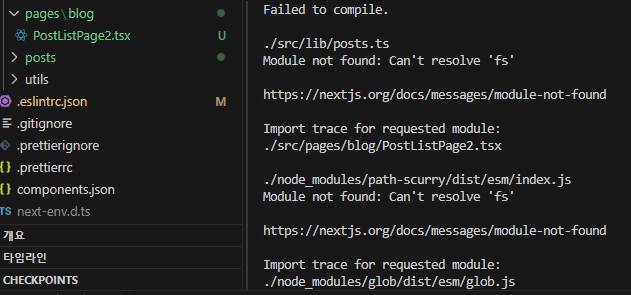 pages\blog
PostListPage2.tsx U
posts
utils
.eslintrc.json M
.gitignore
.prettierignore
.prettierrc
components.json
next-env.d.ts
개요
타임라인
CHECKPOINTS
Failed to compile.
./src/lib/posts.ts
Module not found: Can't resolve 'fs'
https://nextjs.org/docs/messages/module-not-found
Import trace for requested module:
./src/pages/blog/PostListPage2.tsx
./node_modules/path-scurry/dist/esm/index.js
Module not found: Can't resolve 'fs'
https://nextjs.org/docs/messages/module-not-found
Import trace for requested module:
./node_modules/glob/dist/esm/glob.js